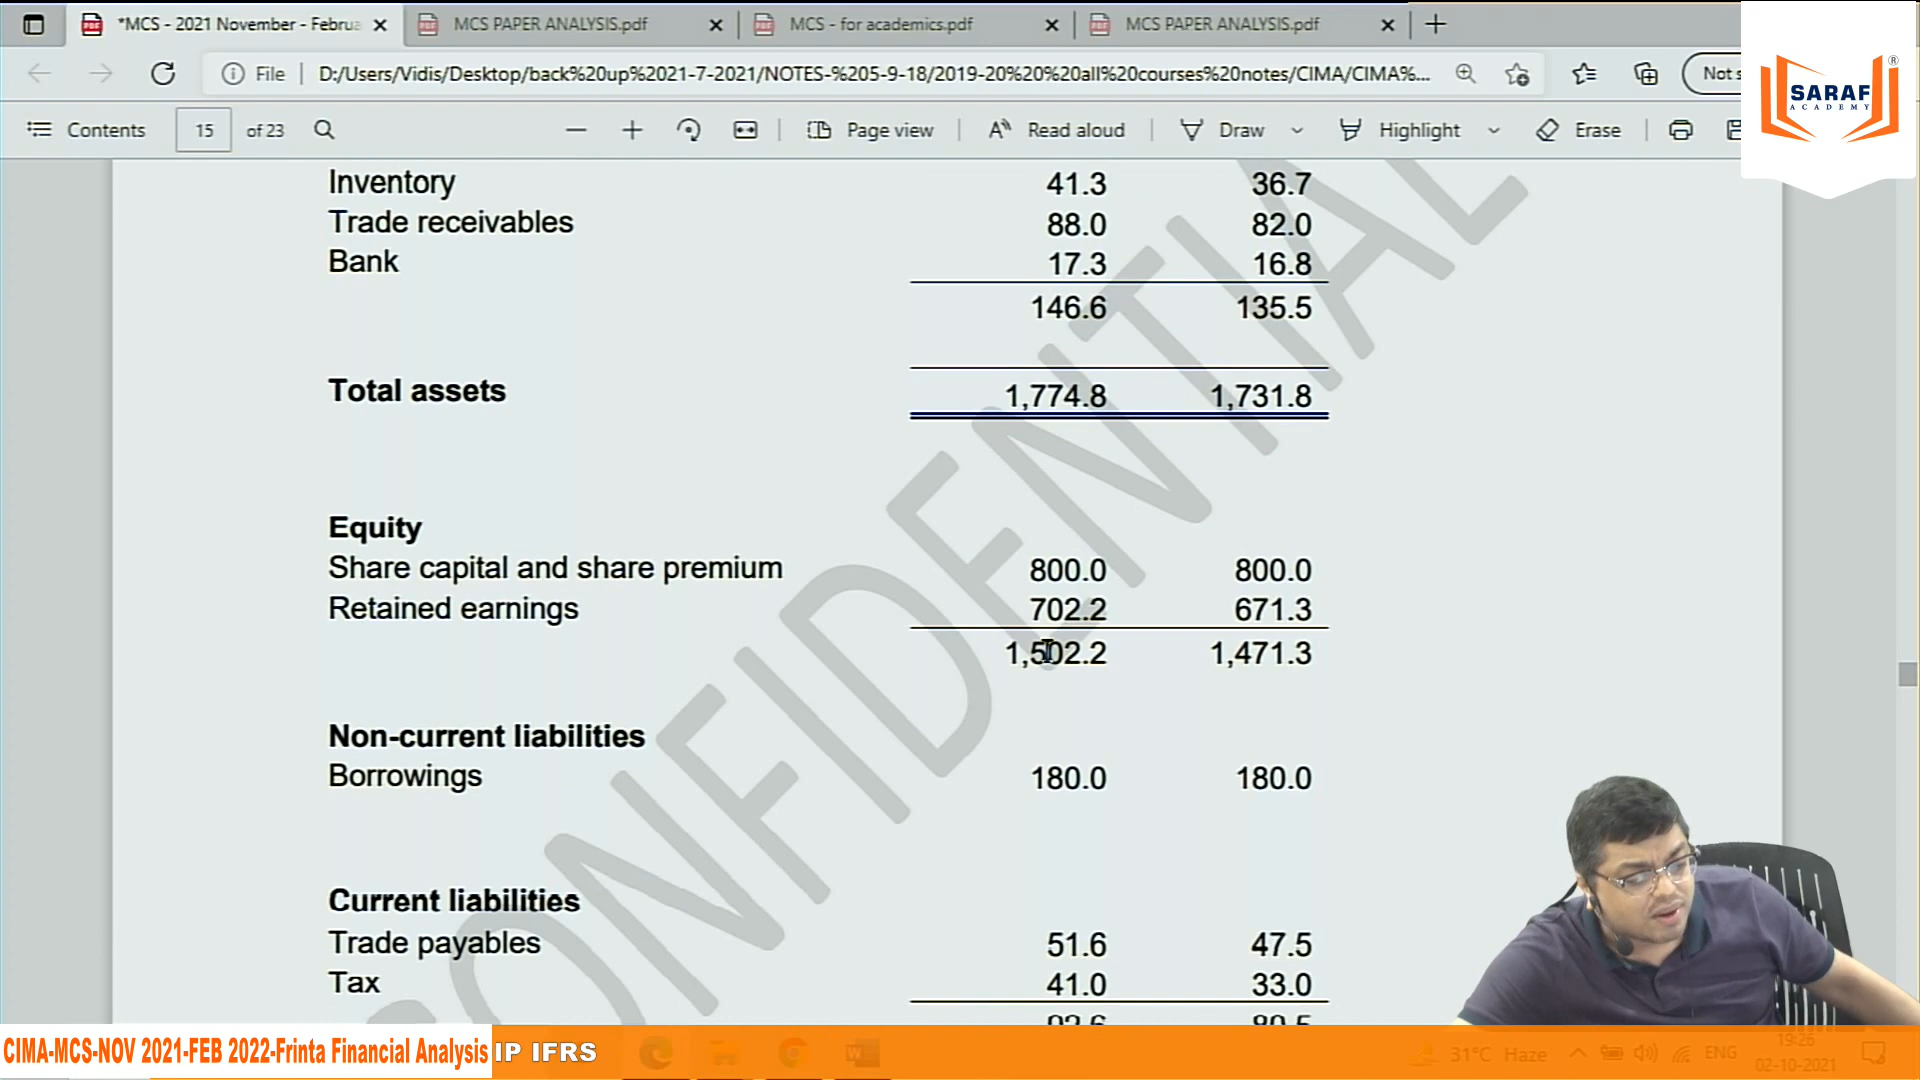 *MCS - 2021 November - Februa
MCS PAPER ANALYSIS.pdf
MCS - for academics.pdf
MCS PAPER ANALYSIS.pdf
File
D:/Users/Vidis/Desktop/back%20up%2021-7-2021/NOTES-%205-9-18/2019-20%20%20all%20courses%20notes/CIMA/CIMA%...
Not s
SARAF
ACADEMY
®
Contents
15 of 23
Page view
Read aloud
Draw
Highlight
Erase
Inventory 41.3 36.7
Trade receivables 88.0 82.0
Bank 17.3 16.8
146.6 135.5
Total assets 1,774.8 1,731.8
Equity
Share capital and share premium 800.0 800.0
Retained earnings 702.2 671.3
1,502.2 1,471.3
Non-current liabilities
Borrowings 180.0 180.0
Current liabilities
Trade payables 51.6 47.5
Tax 41.0 33.0
92.6 80.5
CONFIDENTIAL
CIMA-MCS-NOV 2021-FEB 2022-Frinta Financial Analysis
IP IFRS
31°C Haze
ENG
19:26
02-10-2021